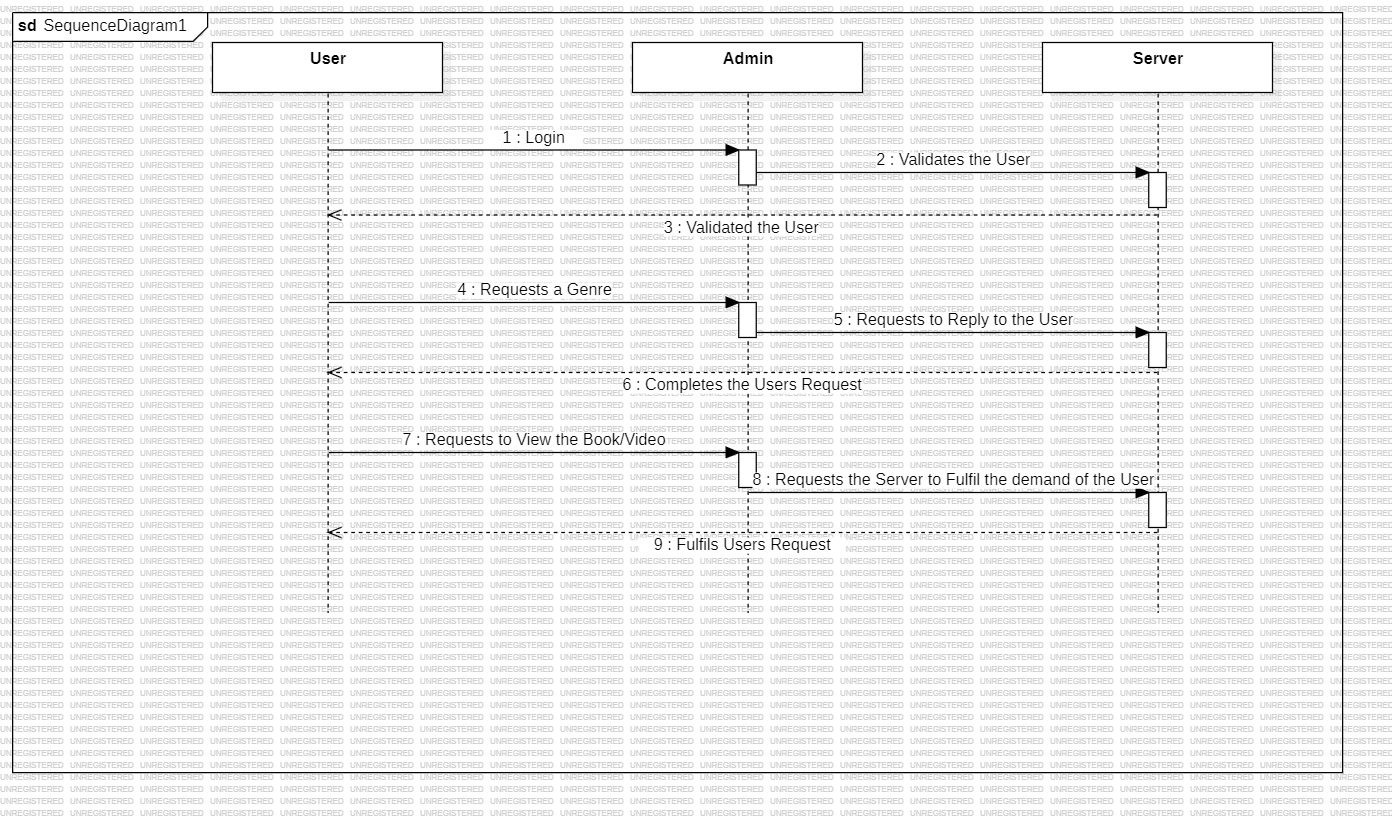 sd SequenceDiagram1
User
Admin
Server
1 : Login
2 : Validates the User
3 : Validated the User
4 : Requests a Genre
5 : Requests to Reply to the User
6 : Completes the Users Request
7 : Requests to View the Book/Video
8 : Requests the Server to Fulfil the demand of the User
9 : Fulfils Users Request
UNREGISTERED